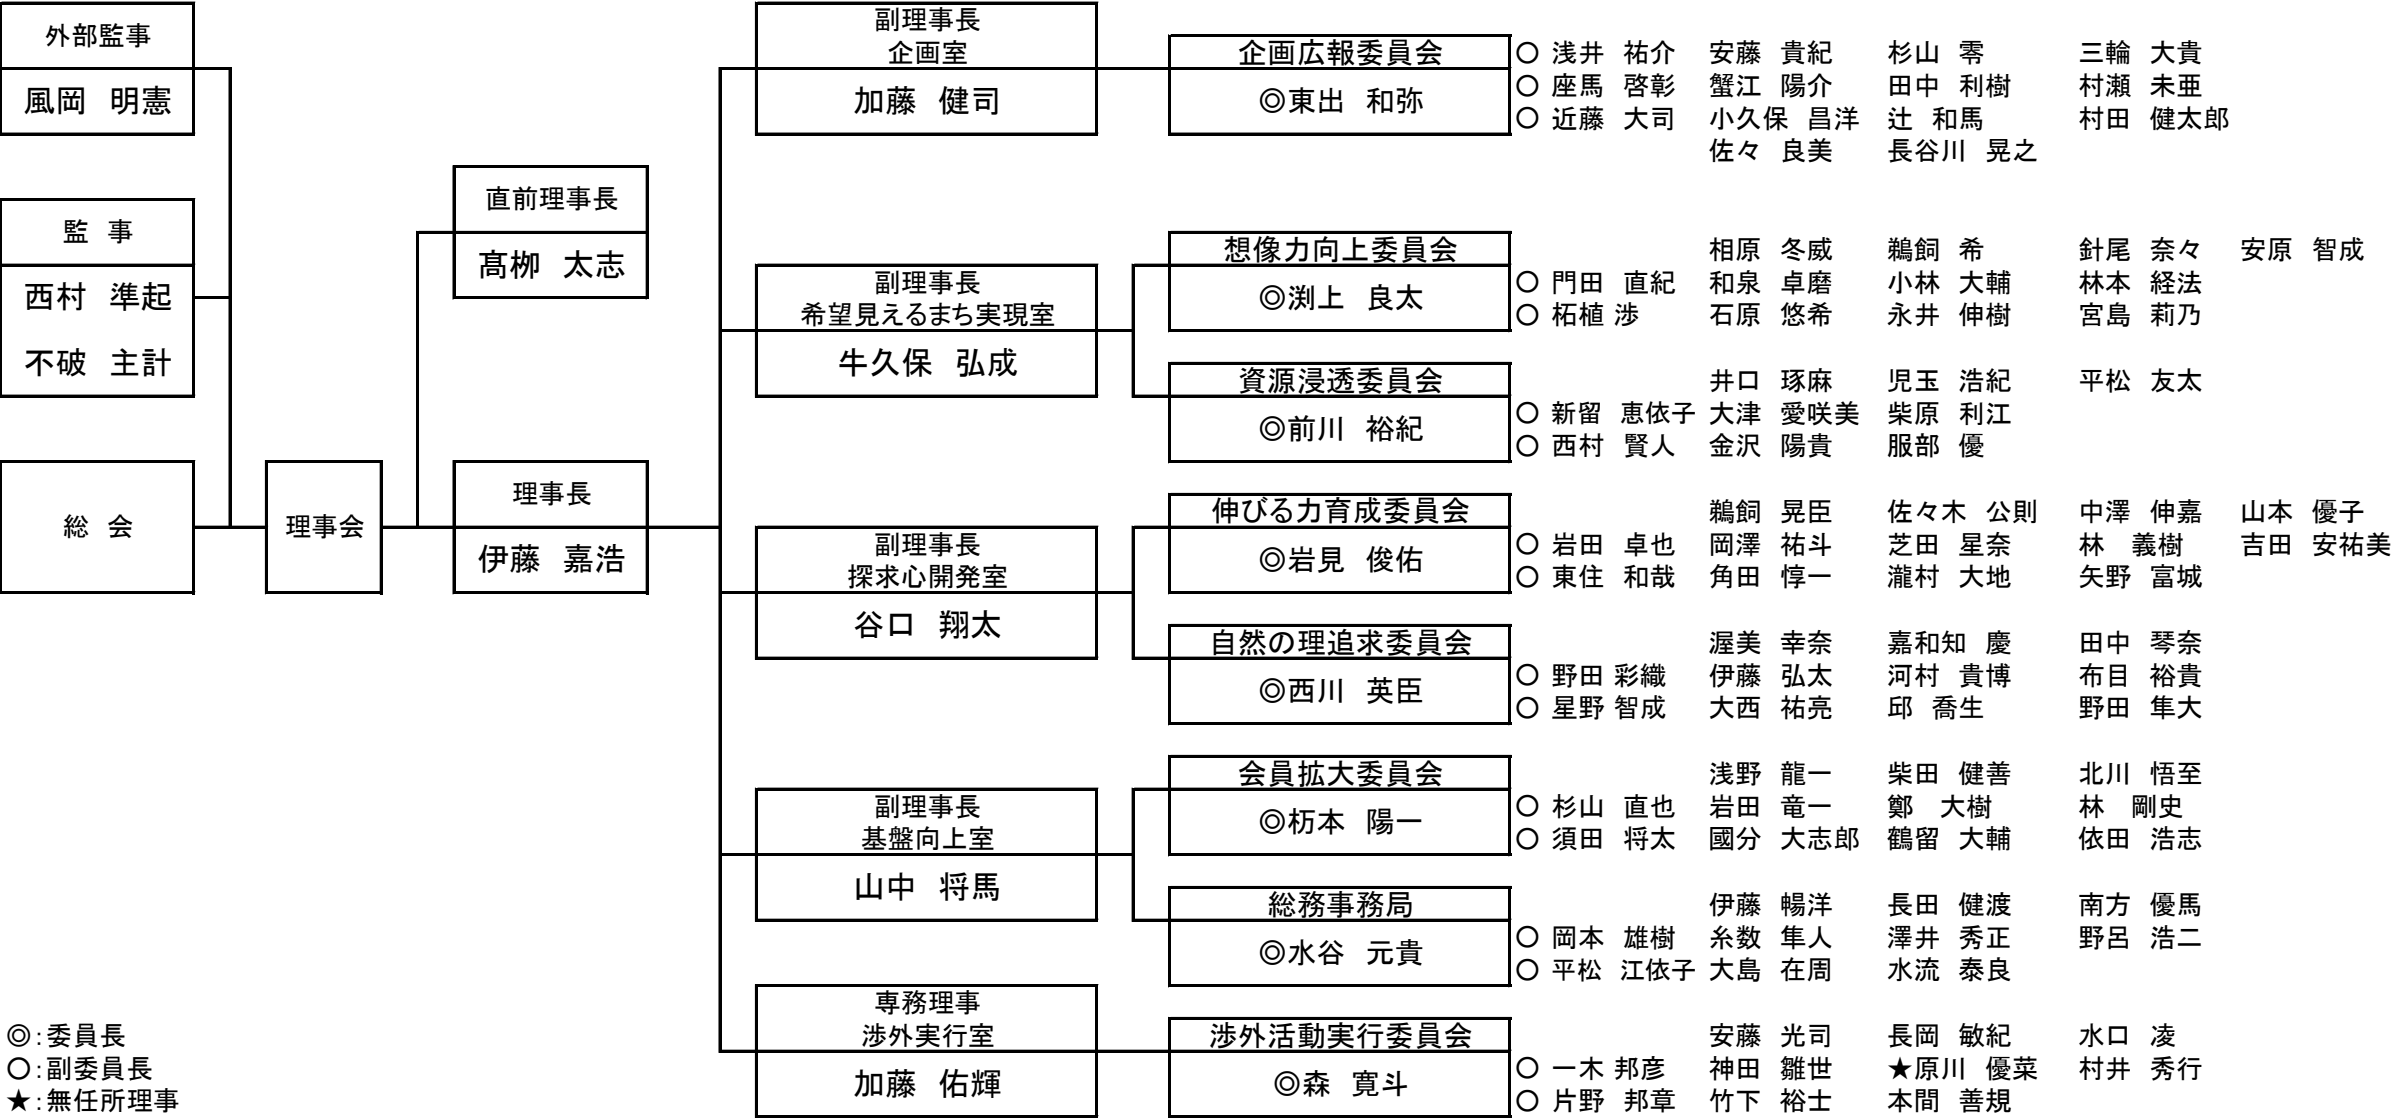 外部監事
風岡　明憲
監　事
西村　準起
不破　主計
総　会
理事会
直前理事長
髙栁　太志
理事長
伊藤　嘉浩
副理事長
企画室
加藤　健司
企画広報委員会
◎東出　和弥
〇 浅井　祐介　安藤　貴紀　杉山　零　三輪　大貴
〇 座馬　啓彰　蟹江　陽介　田中　利樹　村瀬　未亜
〇 近藤　大司　小久保　昌洋　辻　和馬　村田　健太郎
佐々　良美　長谷川　晃之
副理事長
希望見えるまち実現室
牛久保　弘成
想像力向上委員会
◎渕上　良太
相原　冬威　鵜飼　希　針尾　奈々　安原　智成
〇 門田　直紀　和泉　卓磨　小林　大輔　林本　経法
〇 柘植 渉　石原　悠希　永井　伸樹　宮島　莉乃
資源浸透委員会
◎前川　裕紀
井口　琢麻　児玉　浩紀　平松　友太
〇 新留　恵依子　大津　愛咲美　柴原　利江
〇 西村　賢人　金沢　陽貴　服部　優
副理事長
探求心開発室
谷口　翔太
伸びる力育成委員会
◎岩見　俊佑
鵜飼　晃臣　佐々木　公則　中澤　伸嘉　山本　優子
〇 岩田　卓也　岡澤　祐斗　芝田　星奈　林　義樹　吉田　安祐美
〇 東住　和哉　角田　惇一　瀧村　大地　矢野　富城
自然の理追求委員会
◎西川　英臣
渥美　幸奈　嘉和知　慶　田中　琴奈
〇 野田 彩織　伊藤　弘太　河村　貴博　布目　裕貴
〇 星野 智成　大西　祐亮　邱　喬生　野田　隼大
副理事長
基盤向上室
山中　将馬
会員拡大委員会
◎杤本　陽一
浅野　龍一　柴田　健善　北川　悟至
〇 杉山　直也　岩田　竜一　鄭　大樹　林　剛史
〇 須田　将太　國分　大志郎　鶴留　大輔　依田　浩志
総務事務局
◎水谷　元貴
伊藤　暢洋　長田　健渡　南方　優馬
〇 岡本　雄樹　糸数　隼人　澤井　秀正　野呂　浩二
〇 平松　江依子　大島　在周　水流　泰良
専務理事
渉外実行室
加藤　佑輝
渉外活動実行委員会
◎森　寛斗
安藤　光司　長岡　敏紀　水口　凌
〇 一木 邦彦　神田　雛世　★原川　優菜　村井　秀行
〇 片野　邦章　竹下　裕士　本間　善規
◎：委員長
〇：副委員長
★：無任所理事